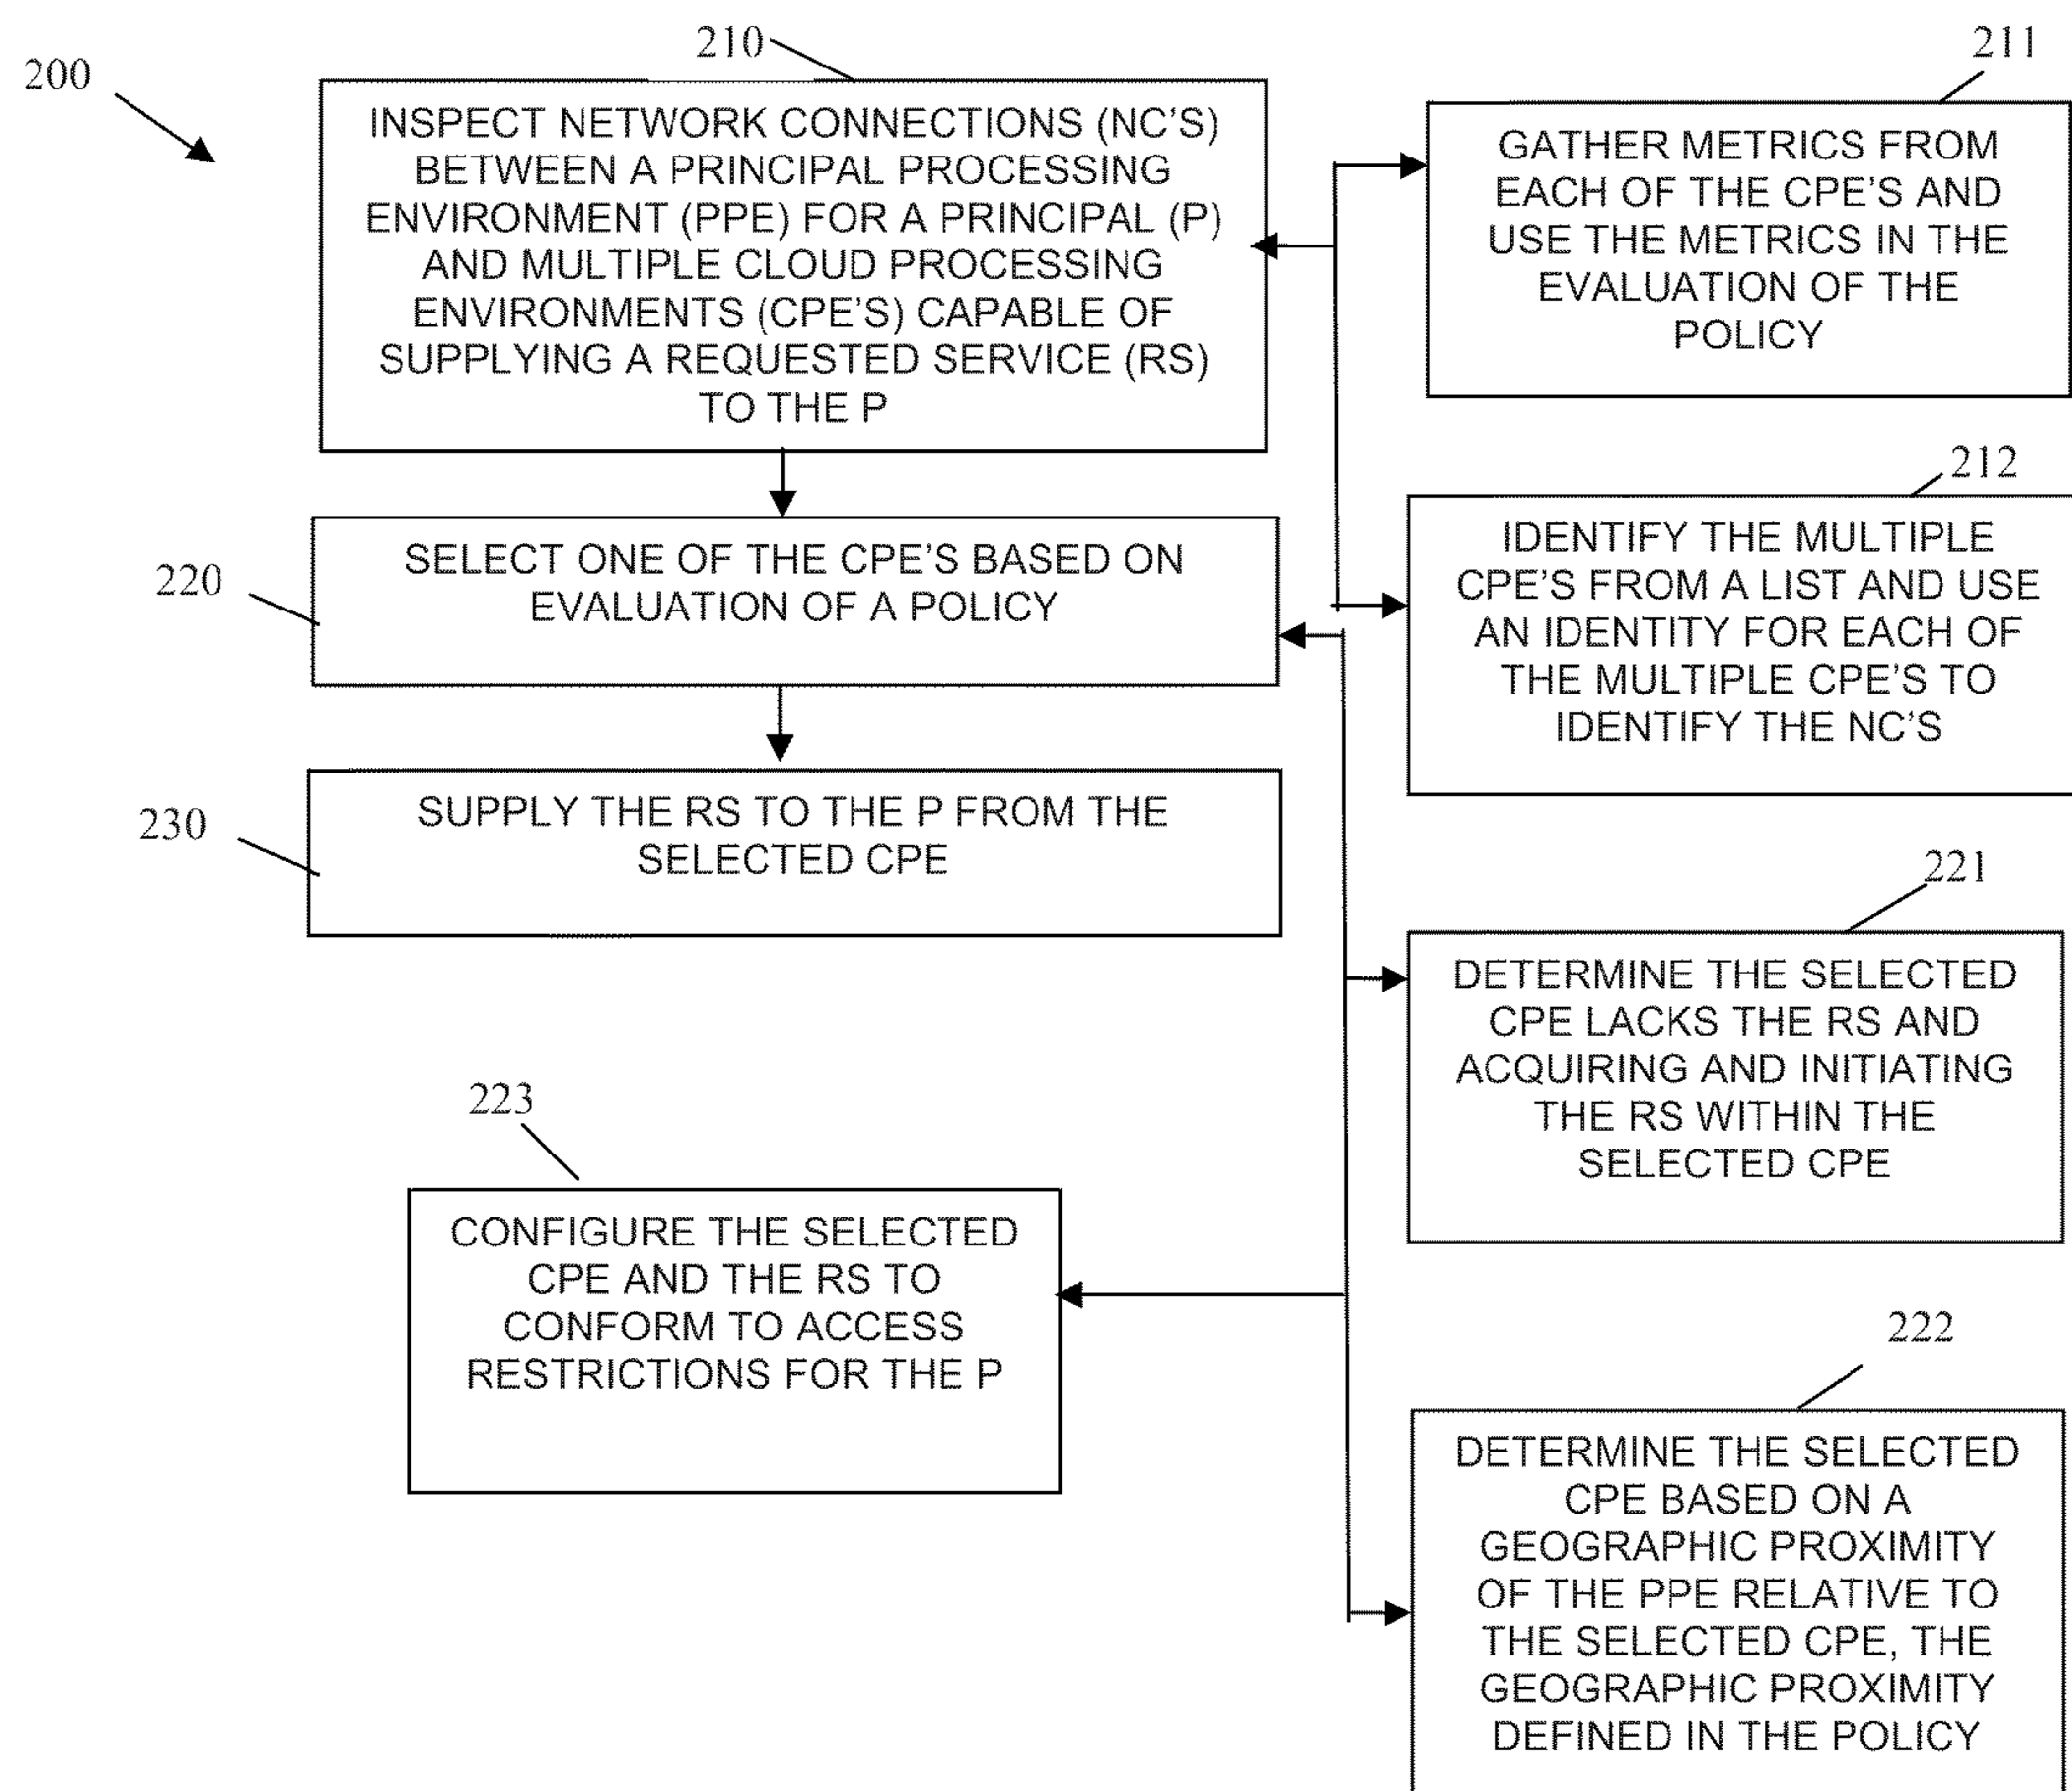 200
210
INSPECT NETWORK CONNECTIONS (NC'S)
BETWEEN A PRINCIPAL PROCESSING
ENVIRONMENT (PPE) FOR A PRINCIPAL (P)
AND MULTIPLE CLOUD PROCESSING
ENVIRONMENTS (CPE'S) CAPABLE OF
SUPPLYING A REQUESTED SERVICE (RS)
TO THE P
211
GATHER METRICS FROM
EACH OF THE CPE'S AND
USE THE METRICS IN THE
EVALUATION OF THE
POLICY
212
IDENTIFY THE MULTIPLE
CPE'S FROM A LIST AND USE
AN IDENTITY FOR EACH OF
THE MULTIPLE CPE'S TO
IDENTIFY THE NC'S
220
SELECT ONE OF THE CPE'S BASED ON
EVALUATION OF A POLICY
230
SUPPLY THE RS TO THE P FROM THE
SELECTED CPE
221
DETERMINE THE SELECTED
CPE LACKS THE RS AND
ACQUIRING AND INITIATING
THE RS WITHIN THE
SELECTED CPE
223
CONFIGURE THE SELECTED
CPE AND THE RS TO
CONFORM TO ACCESS
RESTRICTIONS FOR THE P
222
DETERMINE THE SELECTED
CPE BASED ON A
GEOGRAPHIC PROXIMITY
OF THE PPE RELATIVE TO
THE SELECTED CPE, THE
GEOGRAPHIC PROXIMITY
DEFINED IN THE POLICY